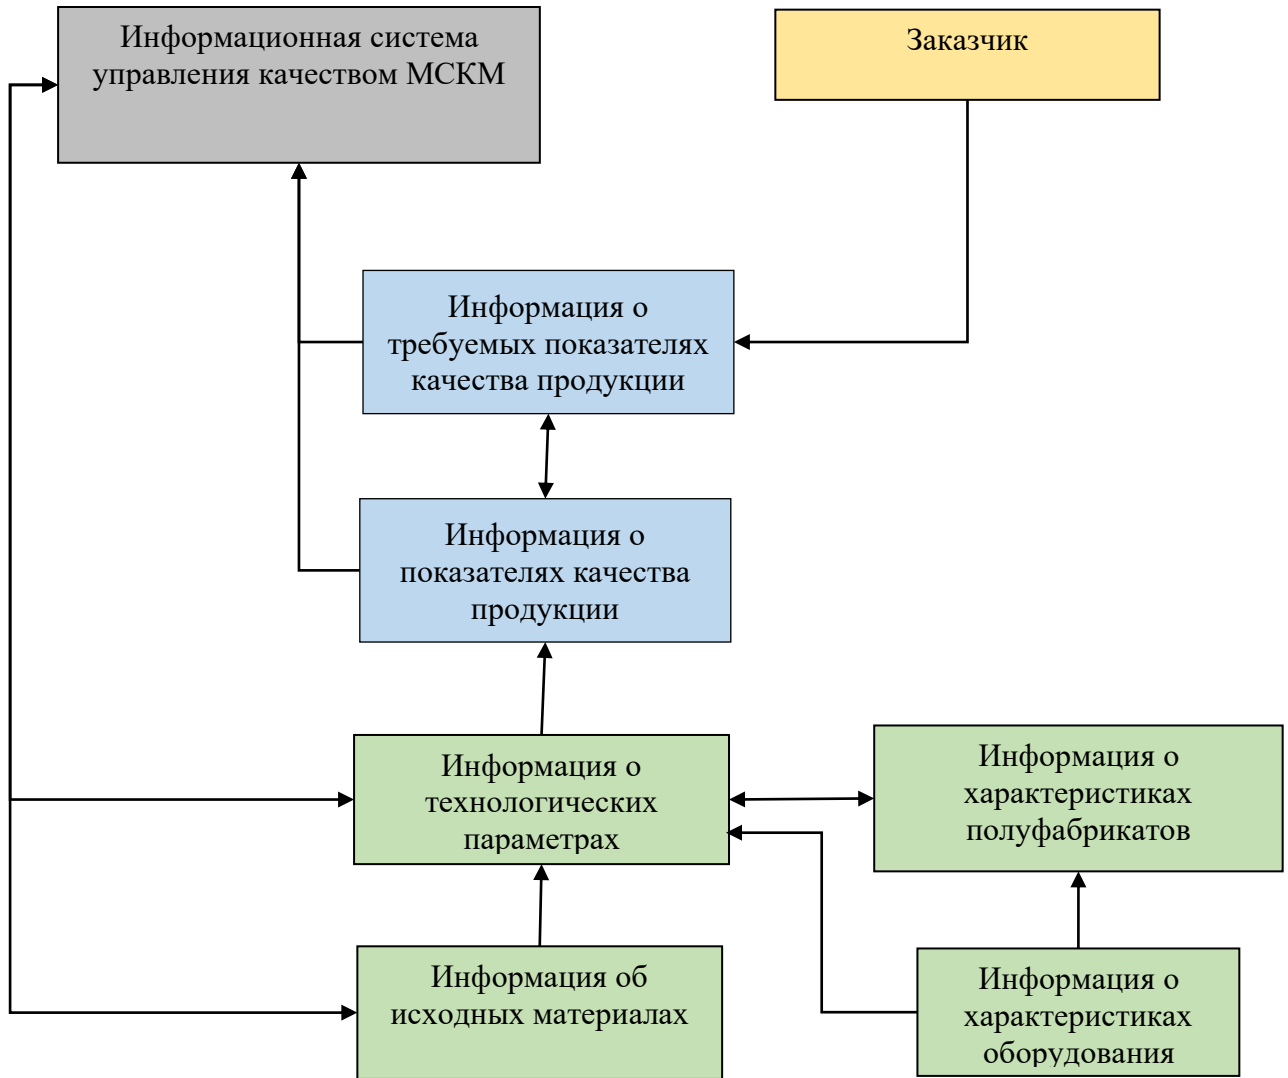 Информационная система
управления качеством МСКМ
Заказчик
Информация о
требуемых показателях
качества продукции
Информация о
показателях качества
продукции
Информация о
технологических
параметрах
Информация о
характеристиках
полуфабрикатов
Информация об
исходных материалах
Информация о
характеристиках
оборудования